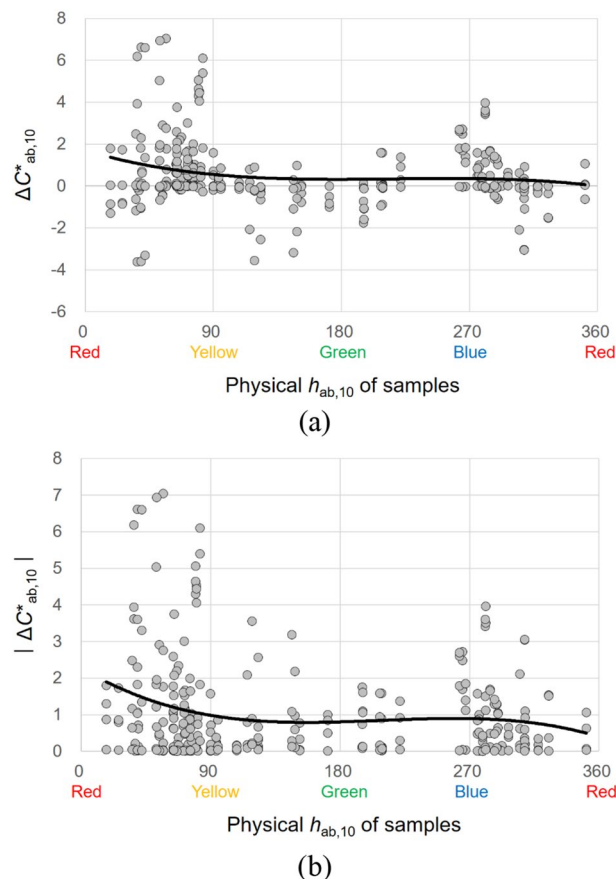 8
6
4
2
0
-2
-4
-6
ΔC*ab,10
0 90 180 270 360
Red Yellow Green Blue Red
Physical hab,10 of samples
(a)
8
7
6
5
4
3
2
1
0
| ΔC*ab,10 |
0 90 180 270 360
Red Yellow Green Blue Red
Physical hab,10 of samples
(b)